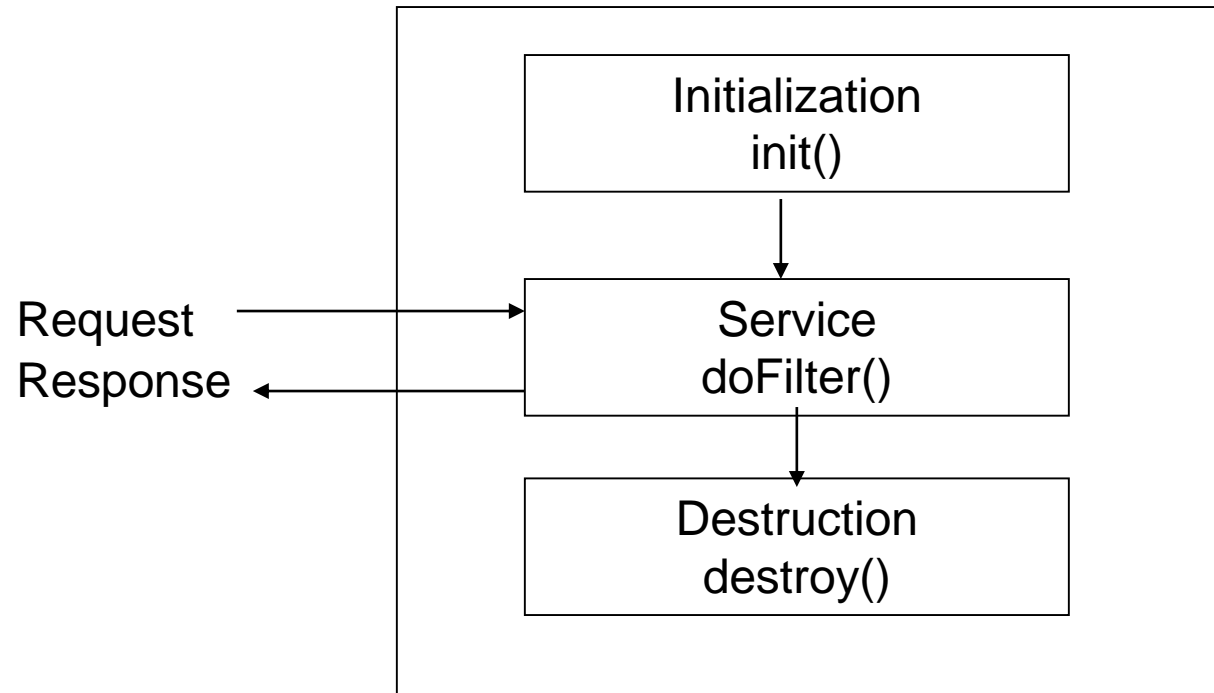 Initialization
init()
Request
Response
Service
doFilter()
Destruction
destroy()